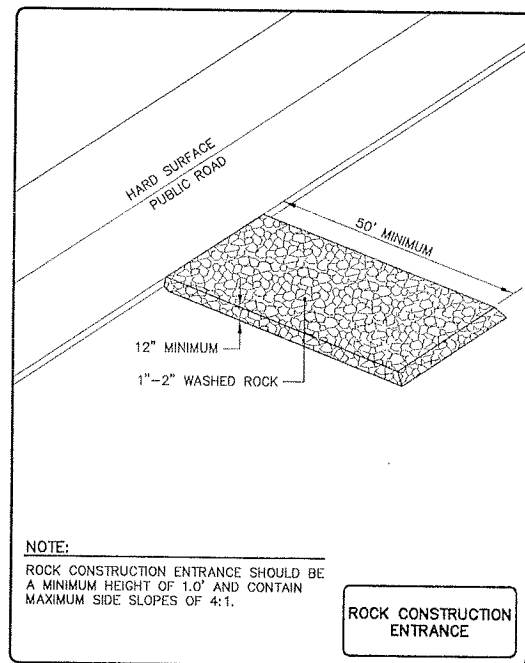 HARD SURFACE
PUBLIC ROAD
50' MINIMUM
12" MINIMUM
1"-2" WASHED ROCK
NOTE:
ROCK CONSTRUCTION ENTRANCE SHOULD BE
A MINIMUM HEIGHT OF 1.0' AND CONTAIN
MAXIMUM SIDE SLOPES OF 4:1.
ROCK CONSTRUCTION
ENTRANCE